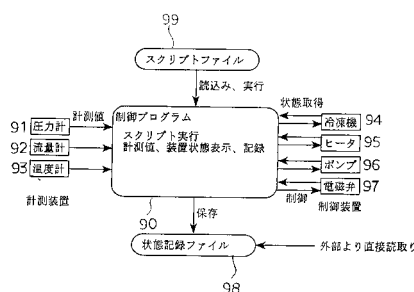 99
スクリプトファイル
読込み、実行
計測値
状態取得
制御プログラム
スクリプト実行
計測値、装置状態表示、記録
91 圧力計
92 流量計
93 温度計
計測装置
冷凍機 94
ヒータ 95
ポンプ 96
電磁弁 97
制御 制御装置
90
保存
状態記録ファイル
外部より直接読取り
98